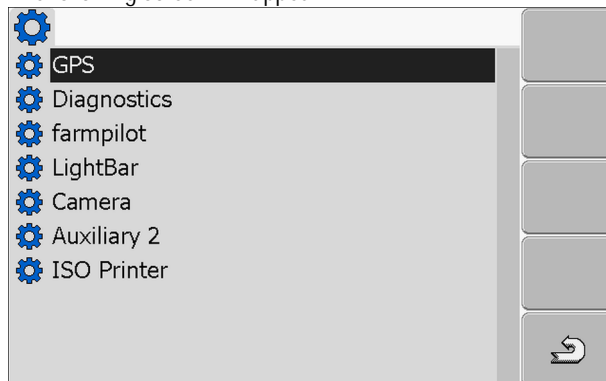 GPS
Diagnostics
farmpilot
LightBar
Camera
Auxiliary 2
ISO Printer